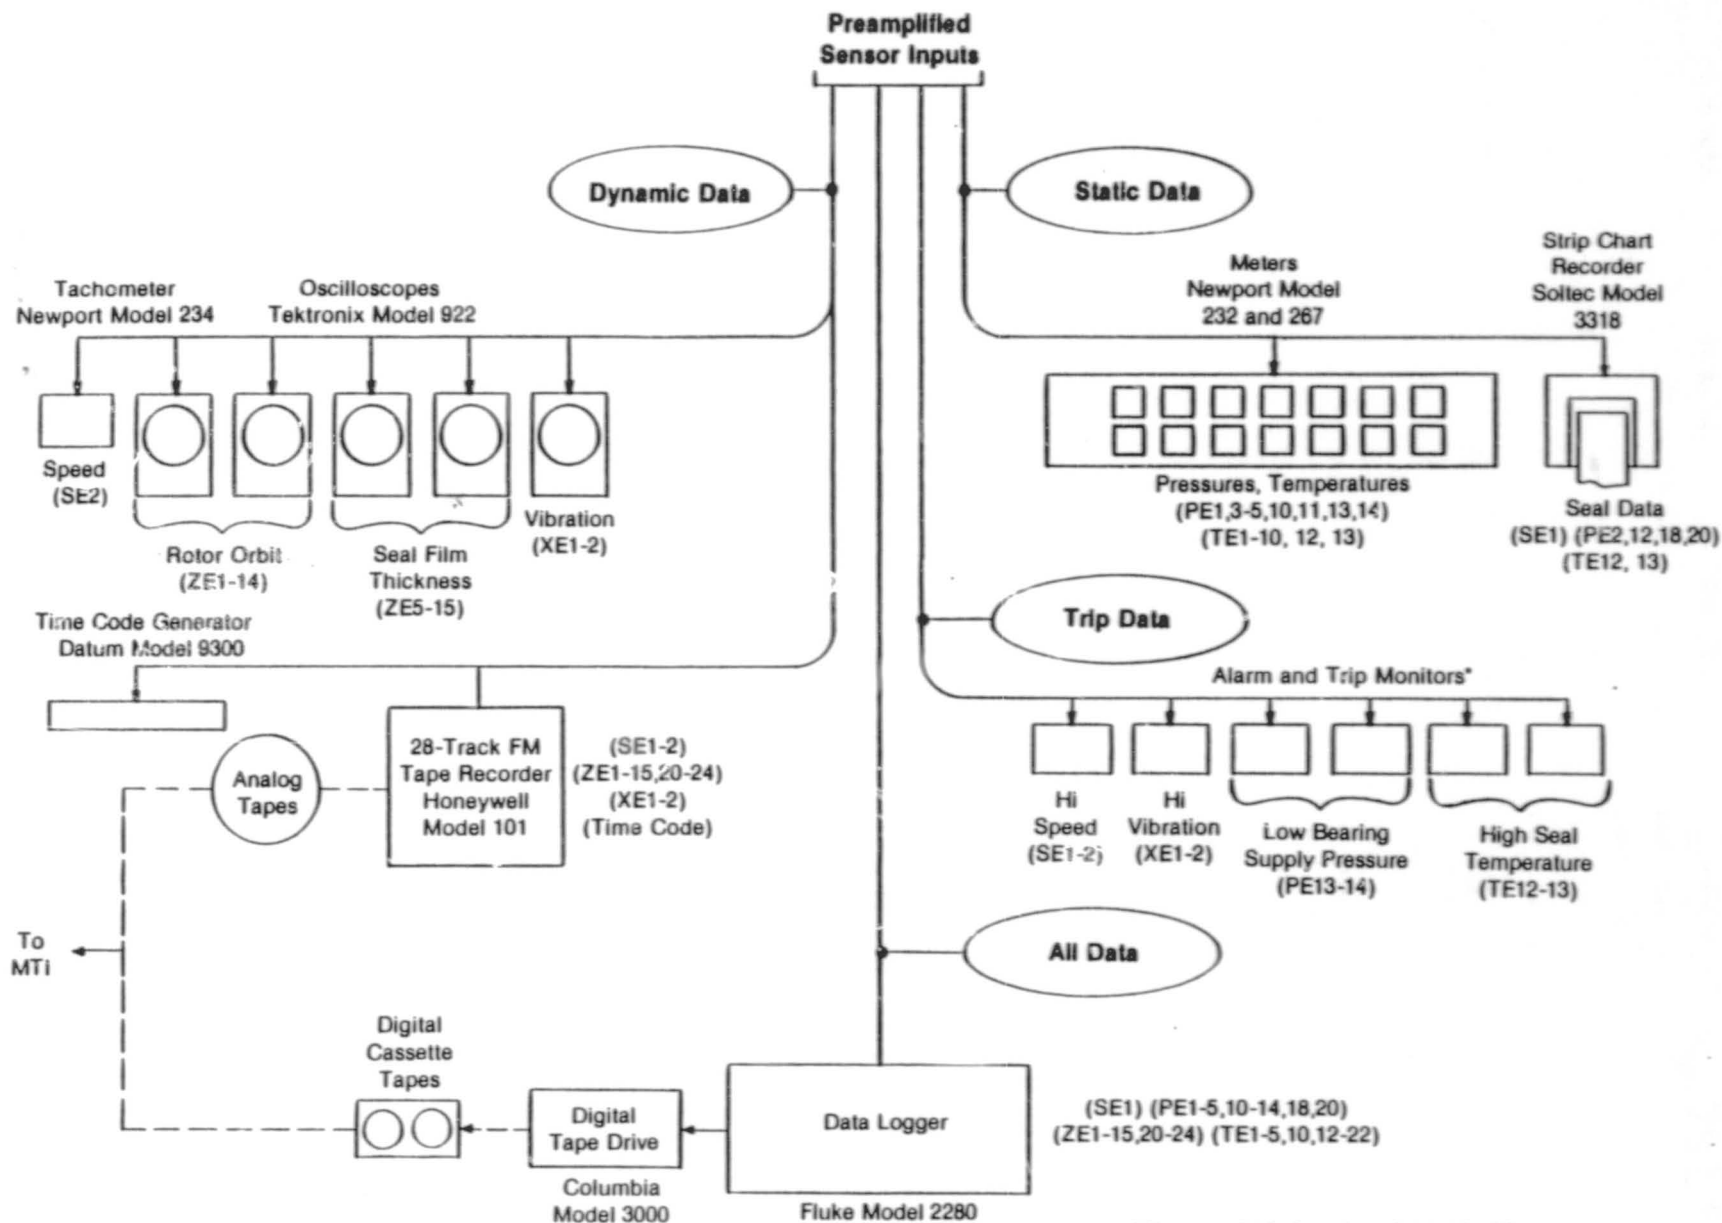 Preamplified
Sensor Inputs
Dynamic Data
Static Data
Tachometer
Newport Model 234
Oscilloscopes
Tektronix Model 922
Meters
Newport Model
232 and 267
Strip Chart
Recorder
Soltec Model
3318
Speed
(SE2)
Rotor Orbit
(ZE1-14)
Seal Film
Thickness
(ZE5-15)
Vibration
(XE1-2)
Pressures, Temperatures
(PE1,3-5,10,11,13,14)
(TE1-10, 12, 13)
Seal Data
(SE1) (PE2,12,18,20)
(TE12, 13)
Trip Data
Time Code Generator
Datum Model 9300
Alarm and Trip Monitors*
28-Track FM
Tape Recorder
Honeywell
Model 101
(SE1-2)
(ZE1-15,20-24)
(XE1-2)
(Time Code)
Analog
Tapes
Hi
Speed
(SE1-2)
Hi
Vibration
(XE1-2)
Low Bearing
Supply Pressure
(PE13-14)
High Seal
Temperature
(TE12-13)
To
MTi
All Data
Digital
Cassette
Tapes
Digital
Tape Drive
Columbia
Model 3000
Data Logger
Fluke Model 2280
(SE1) (PE1-5,10-14,18,20)
(ZE1-15,20-24) (TE1-5,10,12-22)